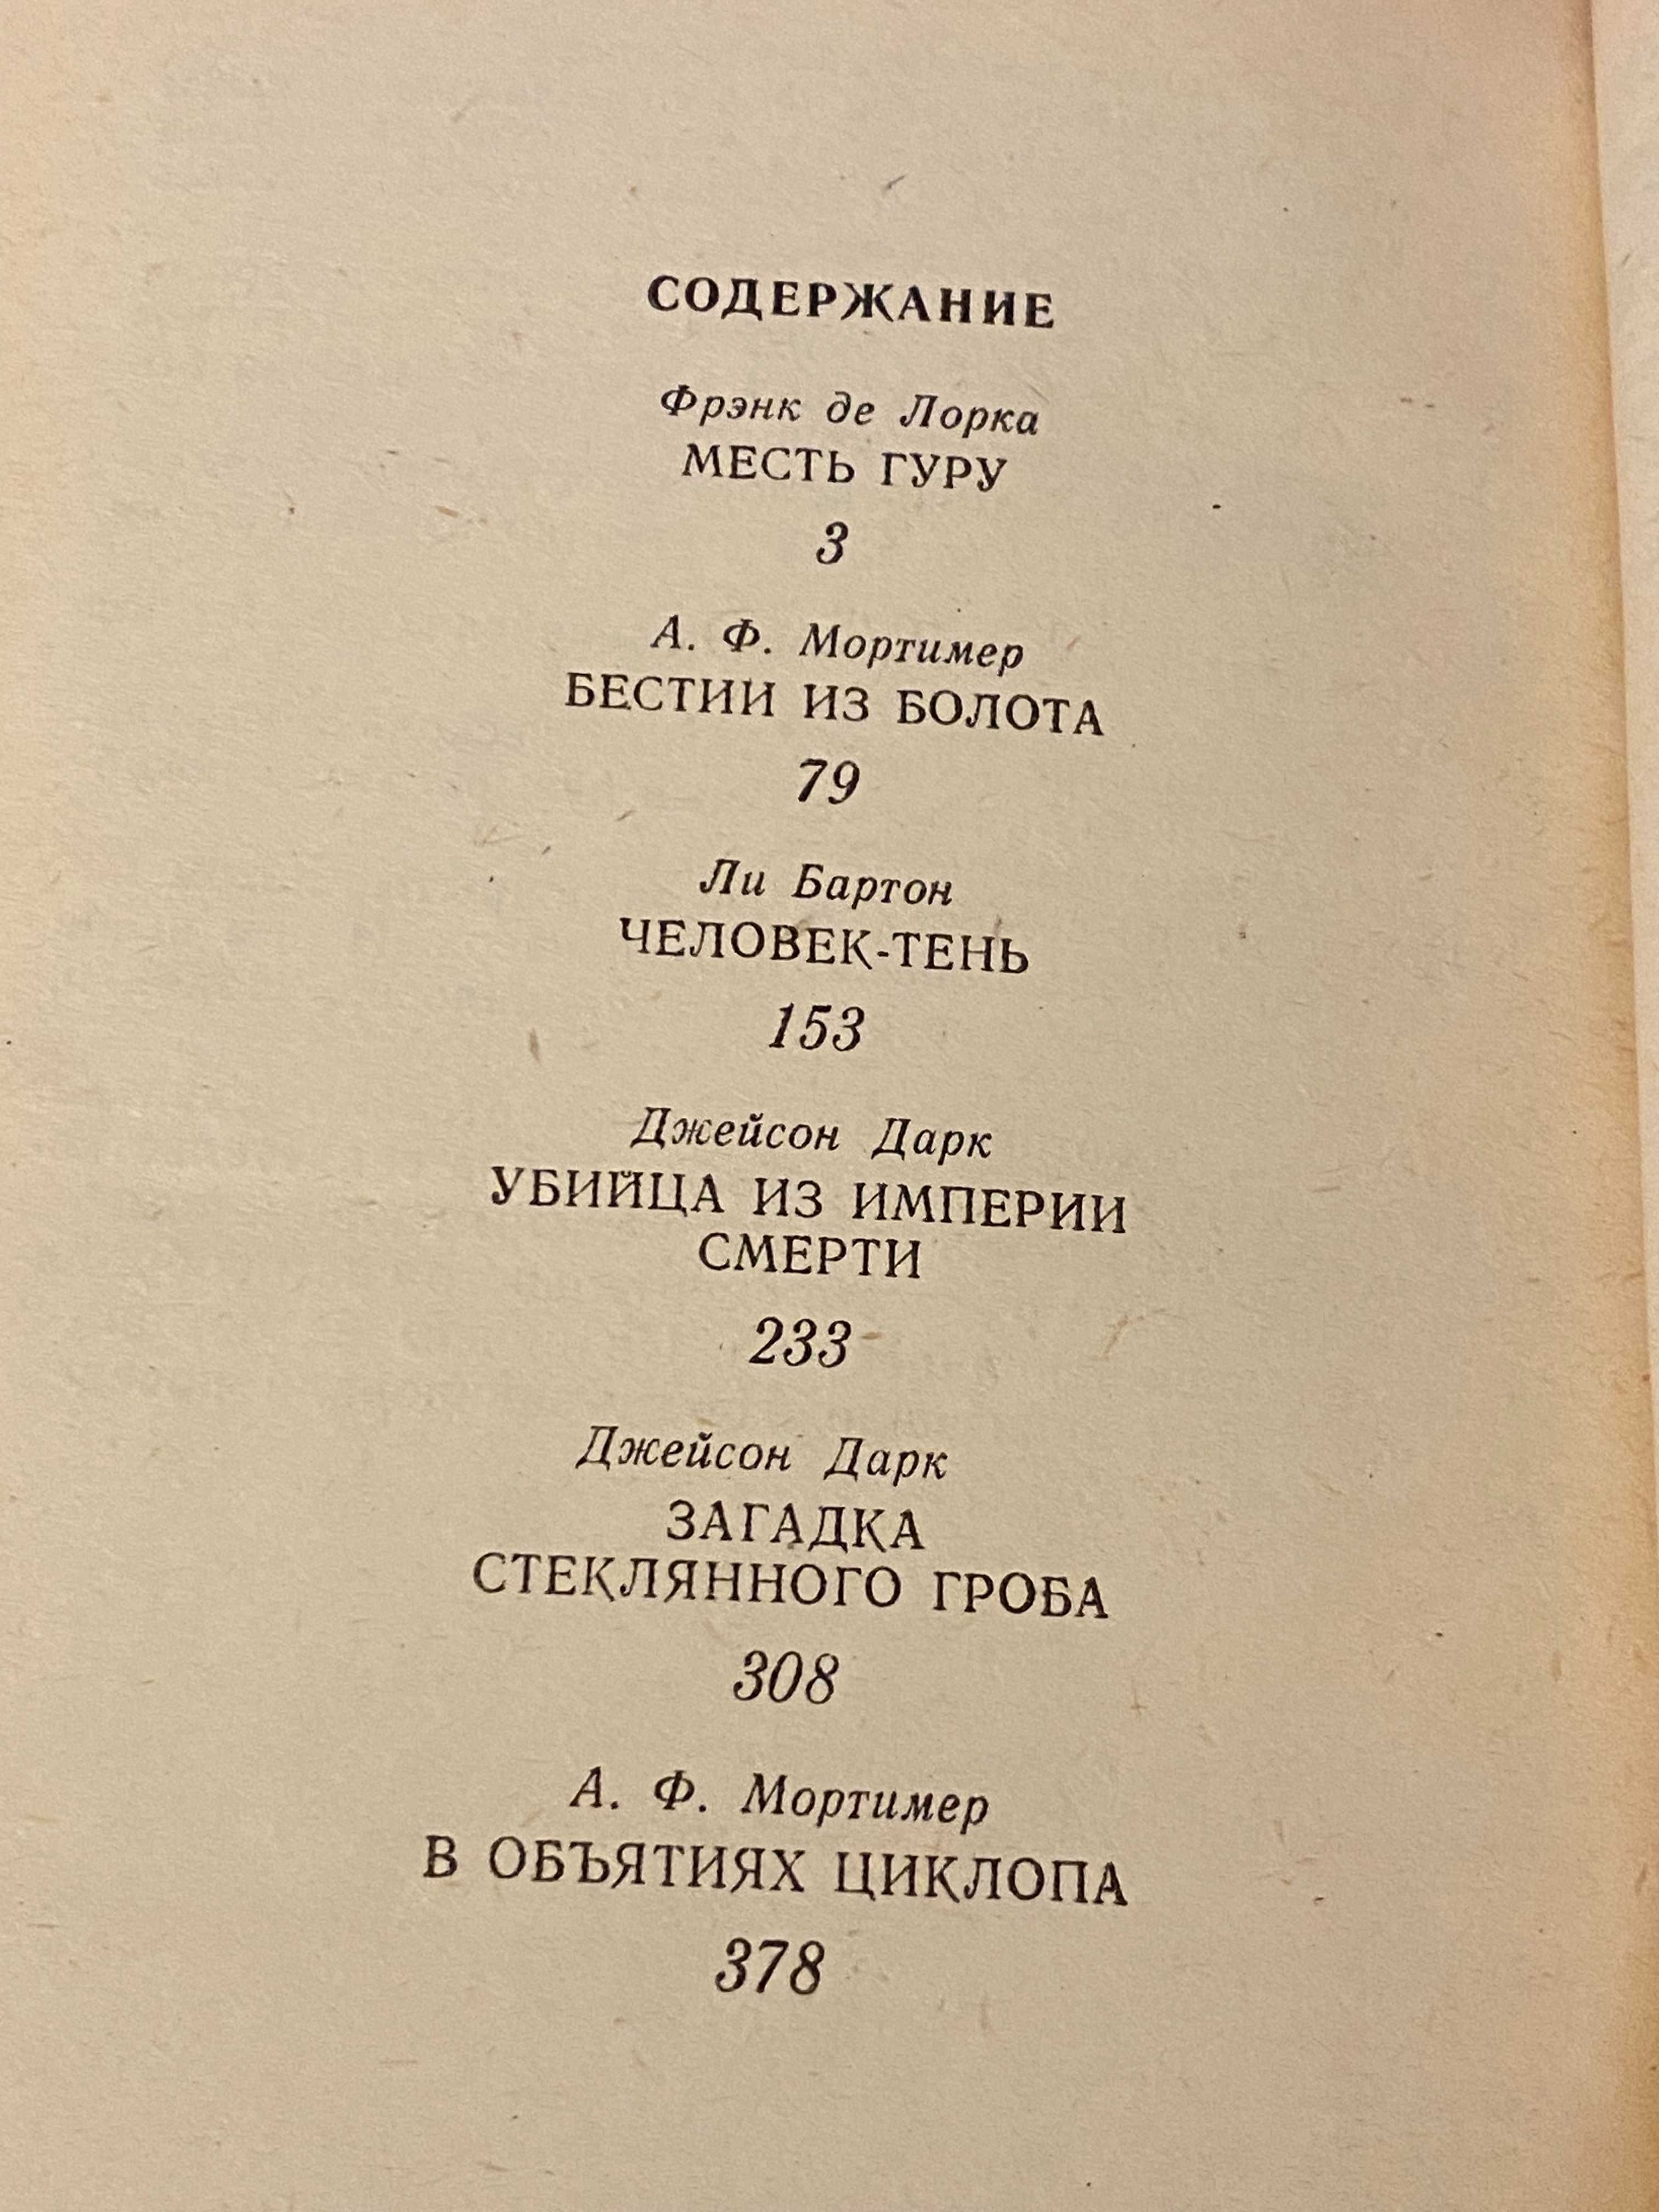 СОДЕРЖАНИЕ
Фрэнк де Лорка
МЕСТЬ ГУРУ
3
А. Ф. Мортимер
БЕСТИИ ИЗ БОЛОТА
79
Ли Бартон
ЧЕЛОВЕК-ТЕНЬ
153
Джейсон Дарк
УБИЙЦА ИЗ ИМПЕРИИ
СМЕРТИ
233
Джейсон Дарк
ЗАГАДКА
СТЕКЛЯННОГО ГРОБА
308
А. Ф. Мортимер
В ОБЪЯТИЯХ ЦИКЛОПА
378